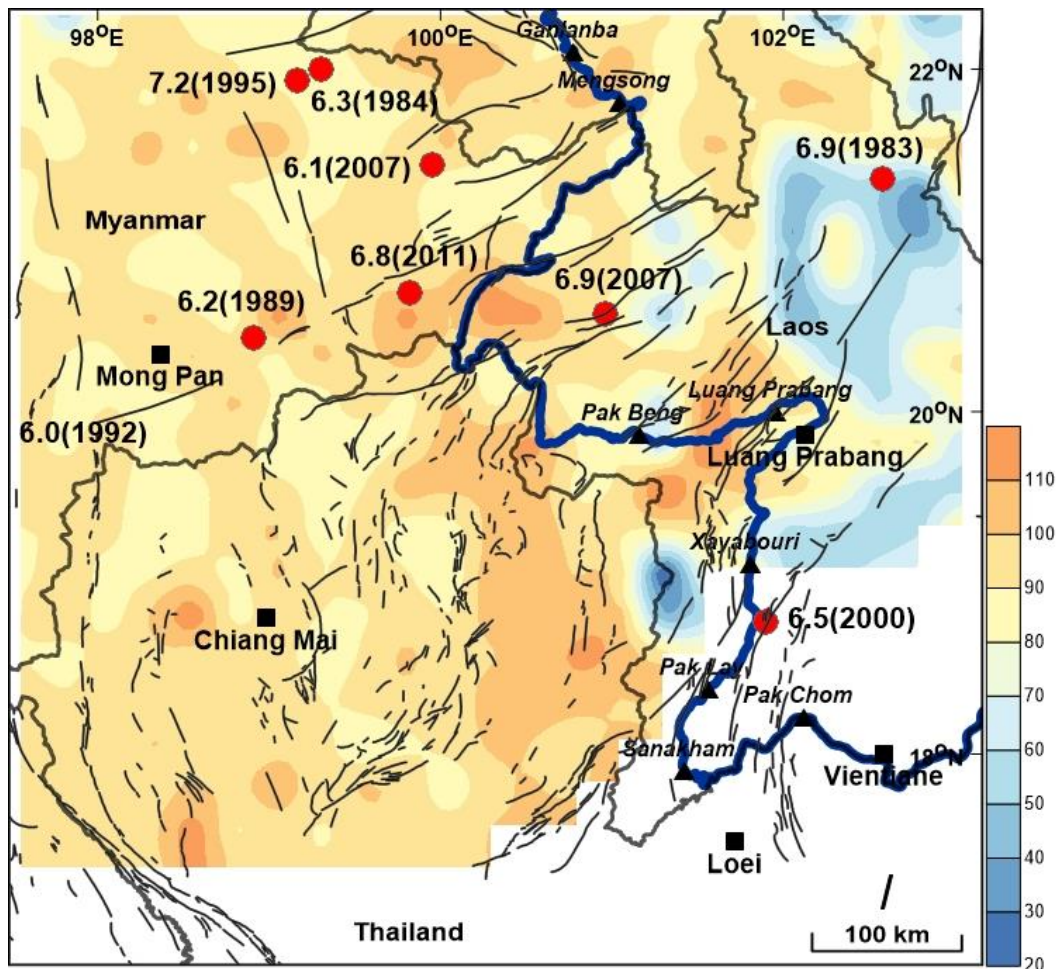 98°E
100°E
102°E
Ganlanba
22°N
7.2(1995)
6.3(1984)
Mengsong
6.1(2007)
6.9(1983)
Myanmar
6.8(2011)
6.2(1989)
6.9(2007)
Laos
Mong Pan
Luang Prabang
Pak Beng
20°N
6.0(1992)
Luang Prabang
110
100
Xayabouri
90
Chiang Mai
6.5(2000)
80
Pak Lay
Pak Chom
70
Sanakham
18°N
Vientiane
60
50
Loei
40
Thailand
100 km
30
20